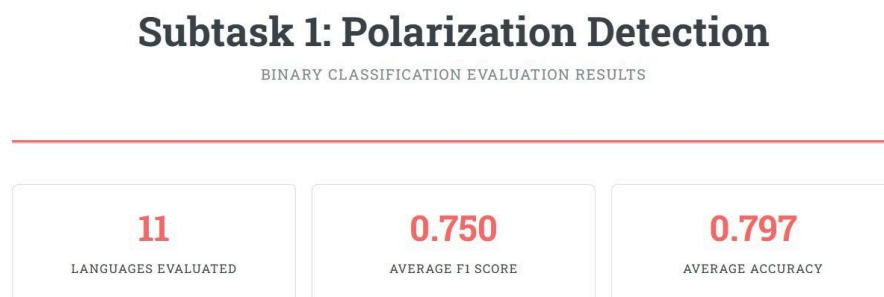 Subtask 1: Polarization Detection
BINARY CLASSIFICATION EVALUATION RESULTS
11
LANGUAGES EVALUATED
0.750
AVERAGE F1 SCORE
0.797
AVERAGE ACCURACY